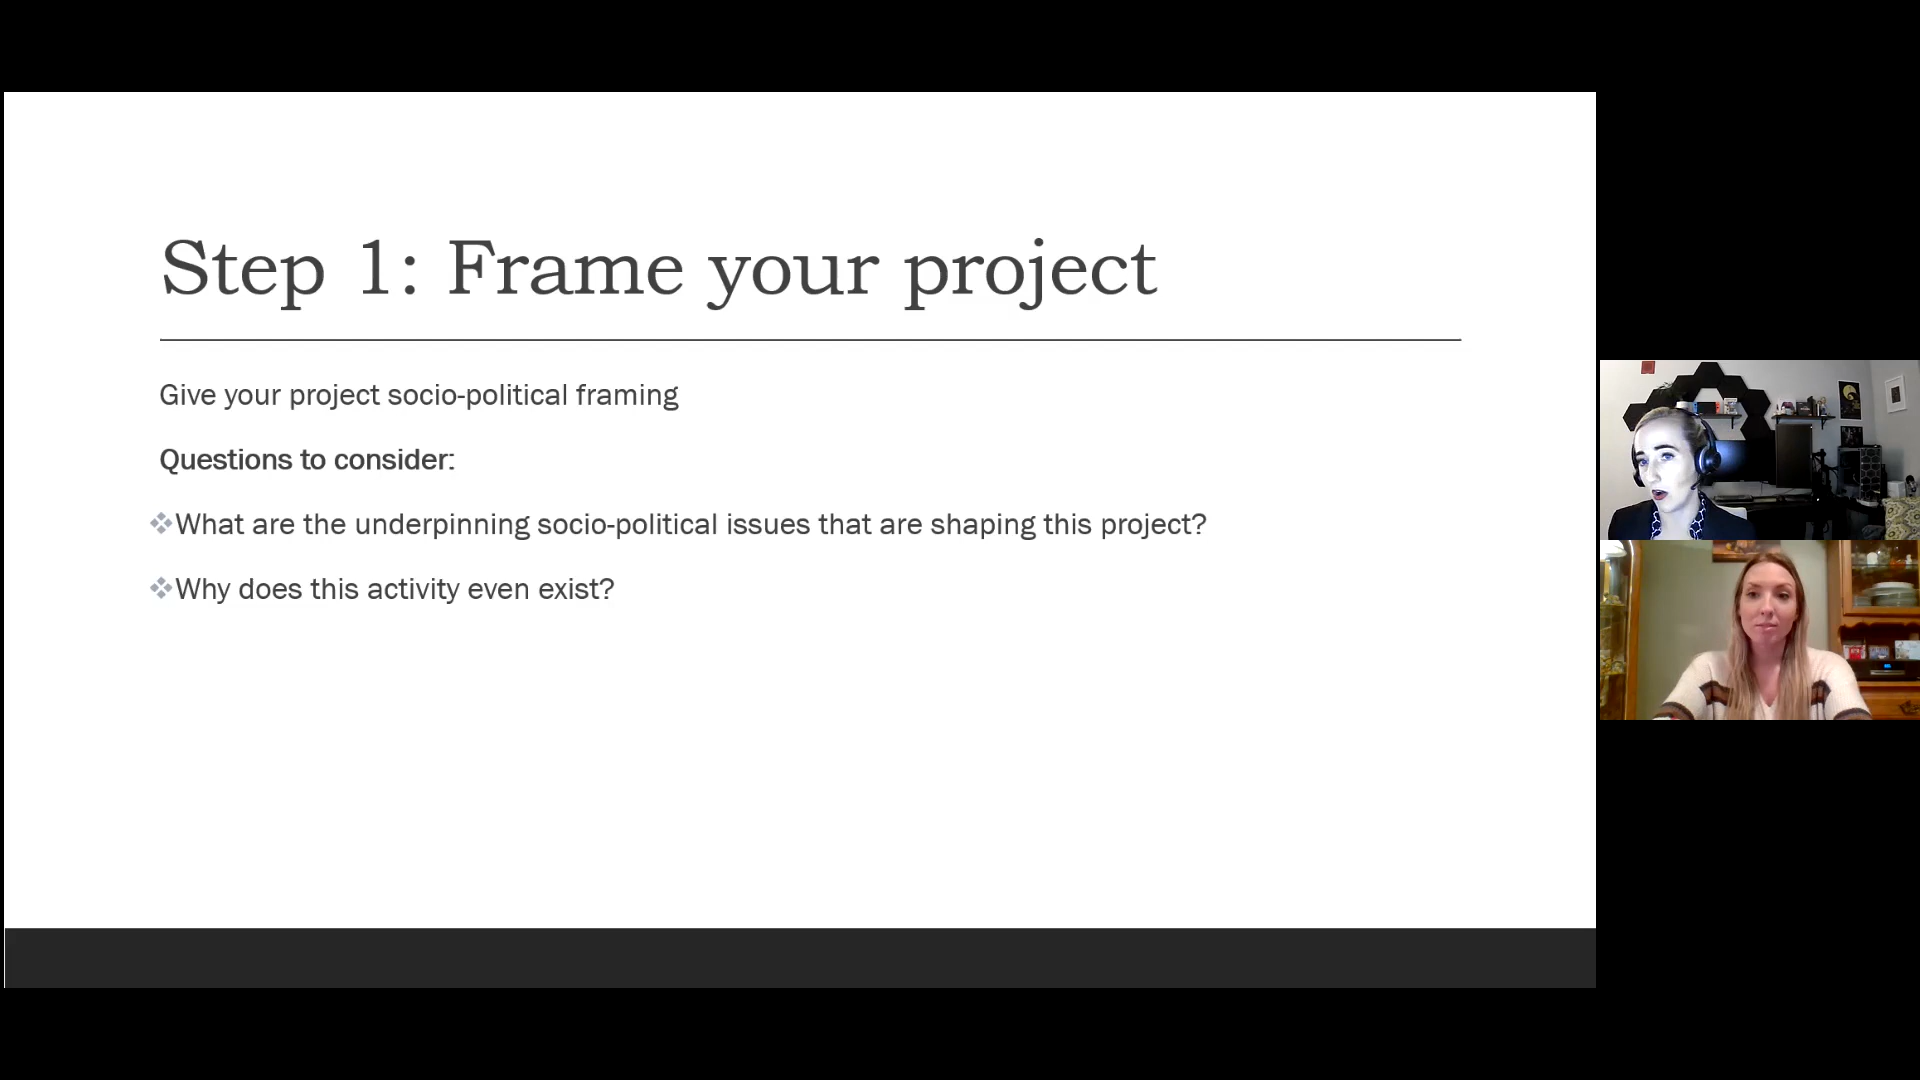 Step 1: Frame your project
Give your project socio-political framing
Questions to consider:
❖What are the underpinning socio-political issues that are shaping this project?
❖Why does this activity even exist?